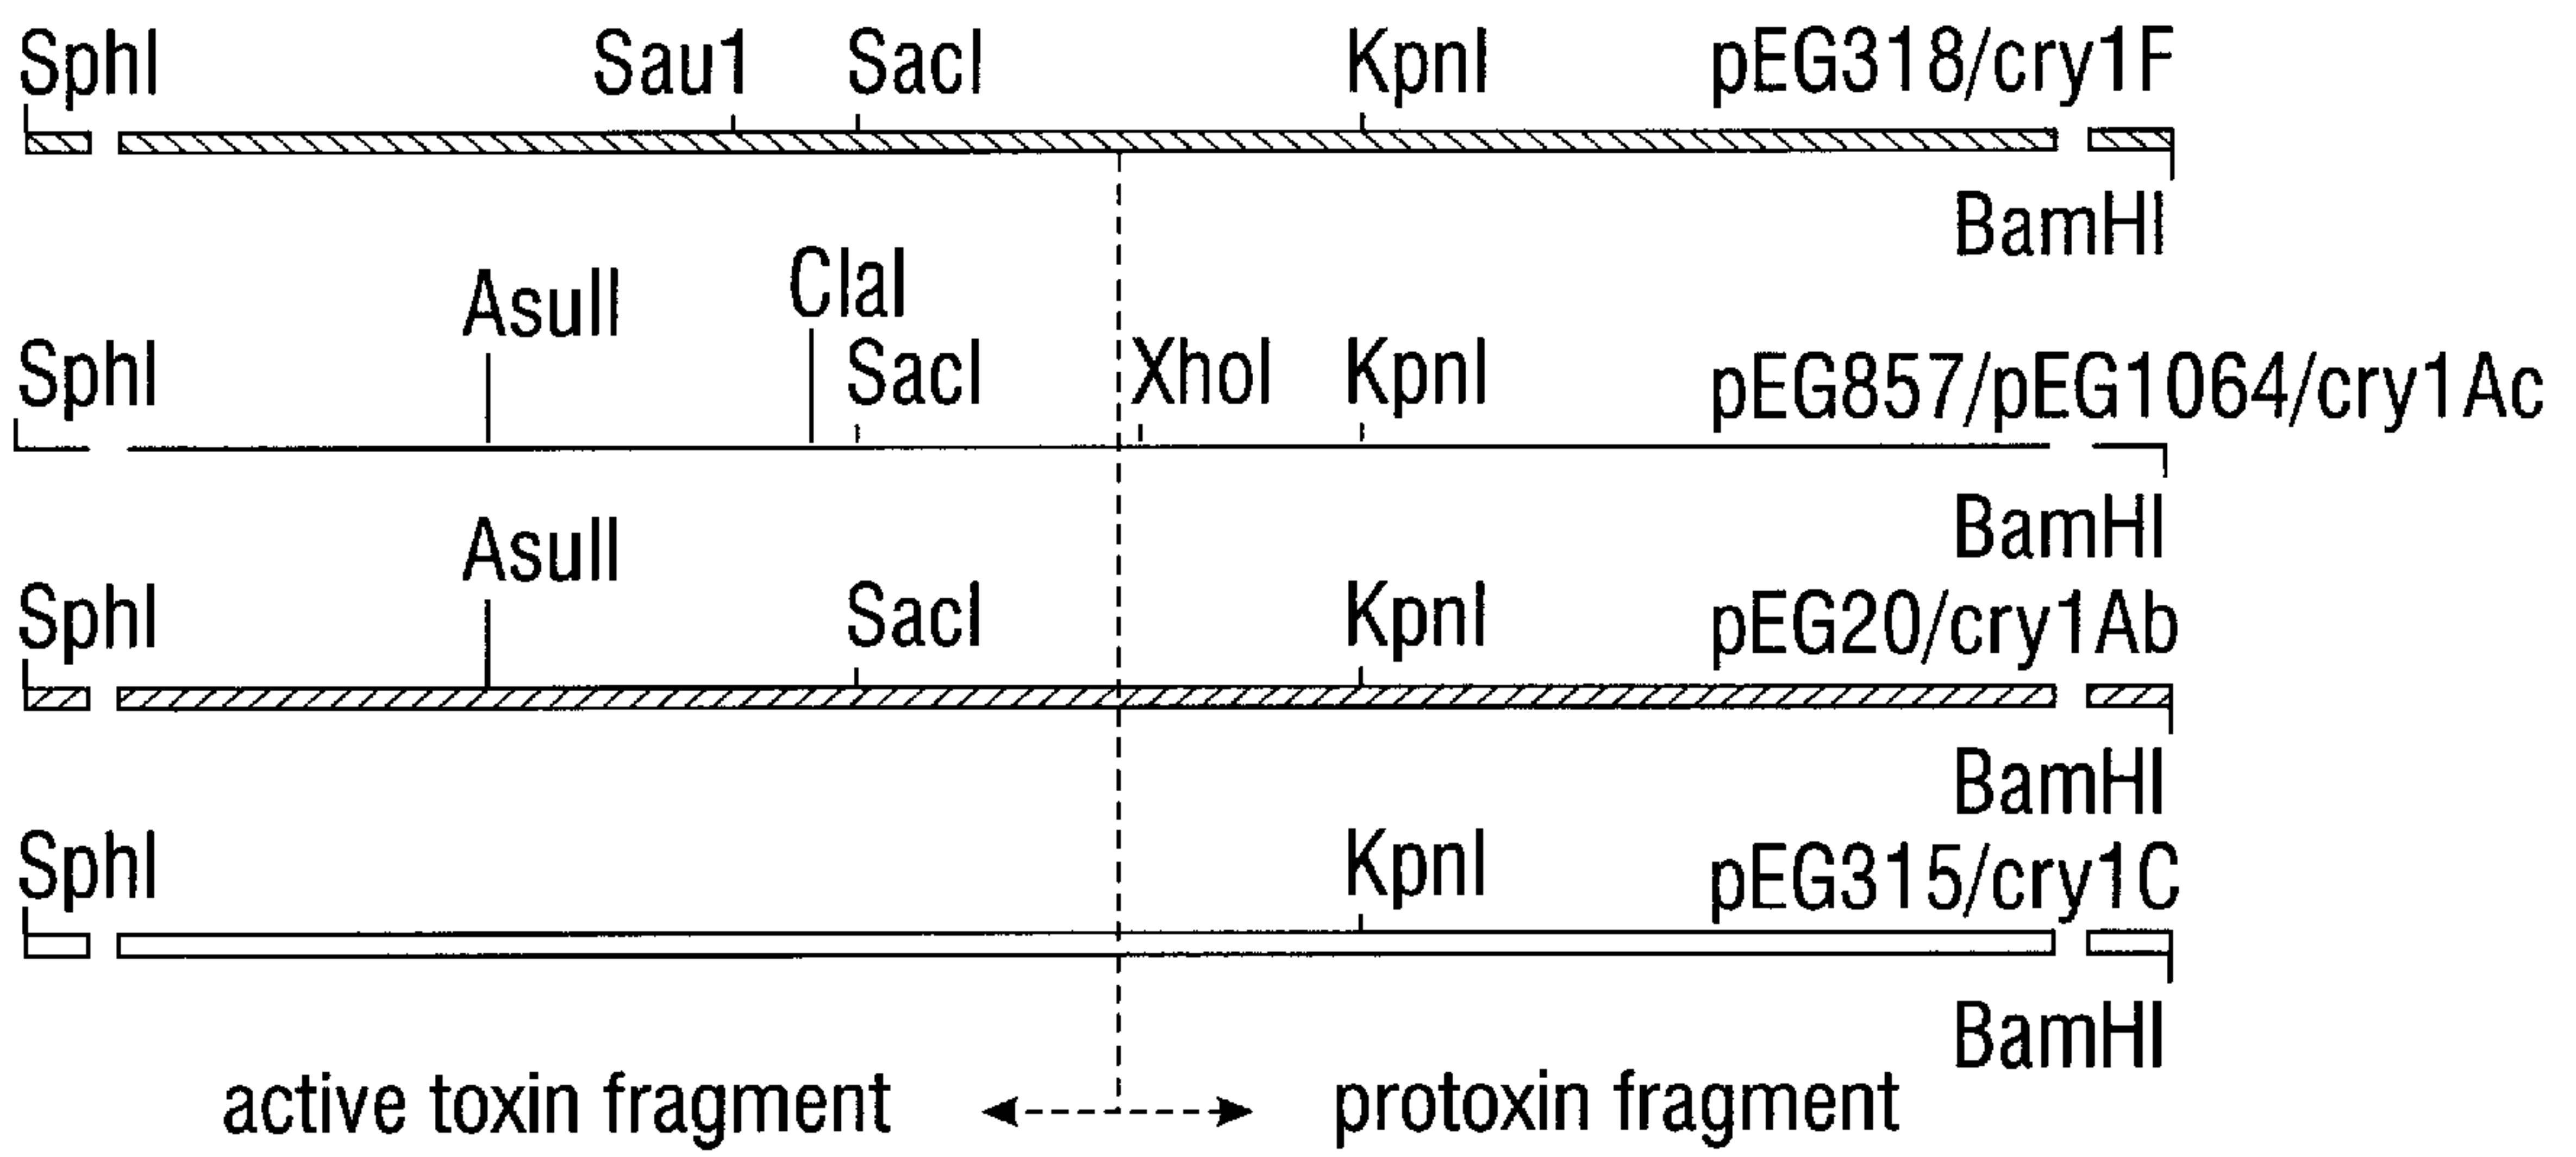 SphI Sau1 SacI KpnI pEG318/cry1F
BamHI
AsuII ClaI
SphI SacI XhoI KpnI pEG857/pEG1064/cry1Ac
BamHI
AsuII
SphI SacI KpnI pEG20/cry1Ab
BamHI
SphI KpnI pEG315/cry1C
BamHI
active toxin fragment protoxin fragment